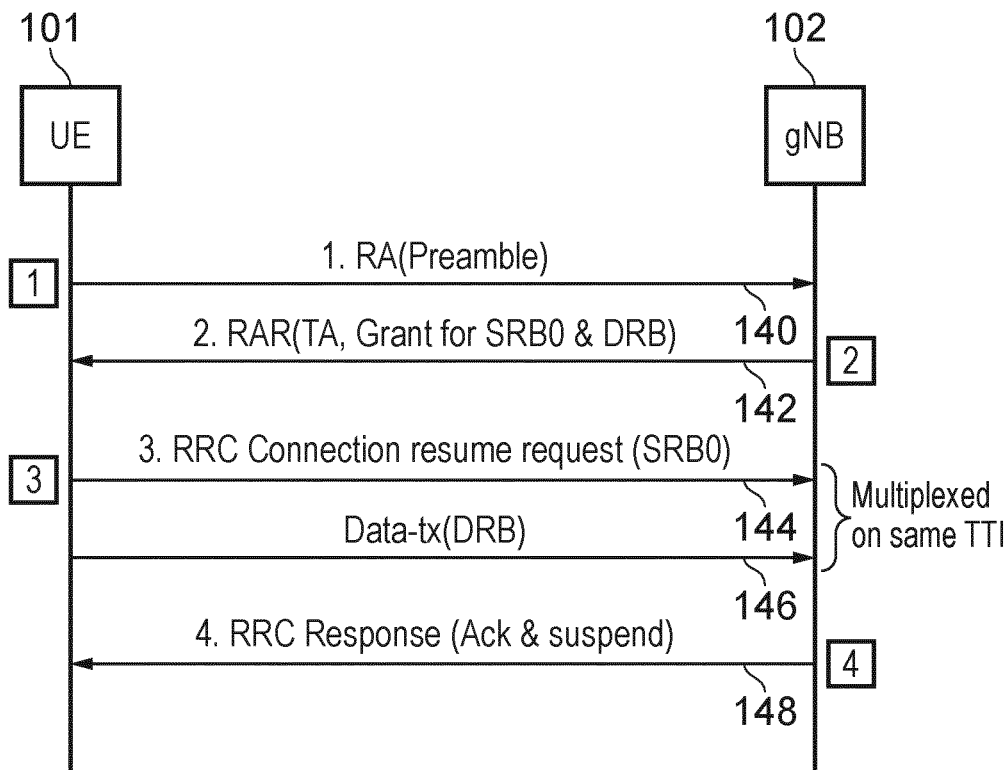 101
102
UE
gNB
1. RA(Preamble)
1
140
2. RAR(TA, Grant for SRB0 & DRB)
2
142
3. RRC Connection resume request (SRB0)
3
144
Multiplexed
on same TTI
Data-tx(DRB)
146
4. RRC Response (Ack & suspend)
4
148